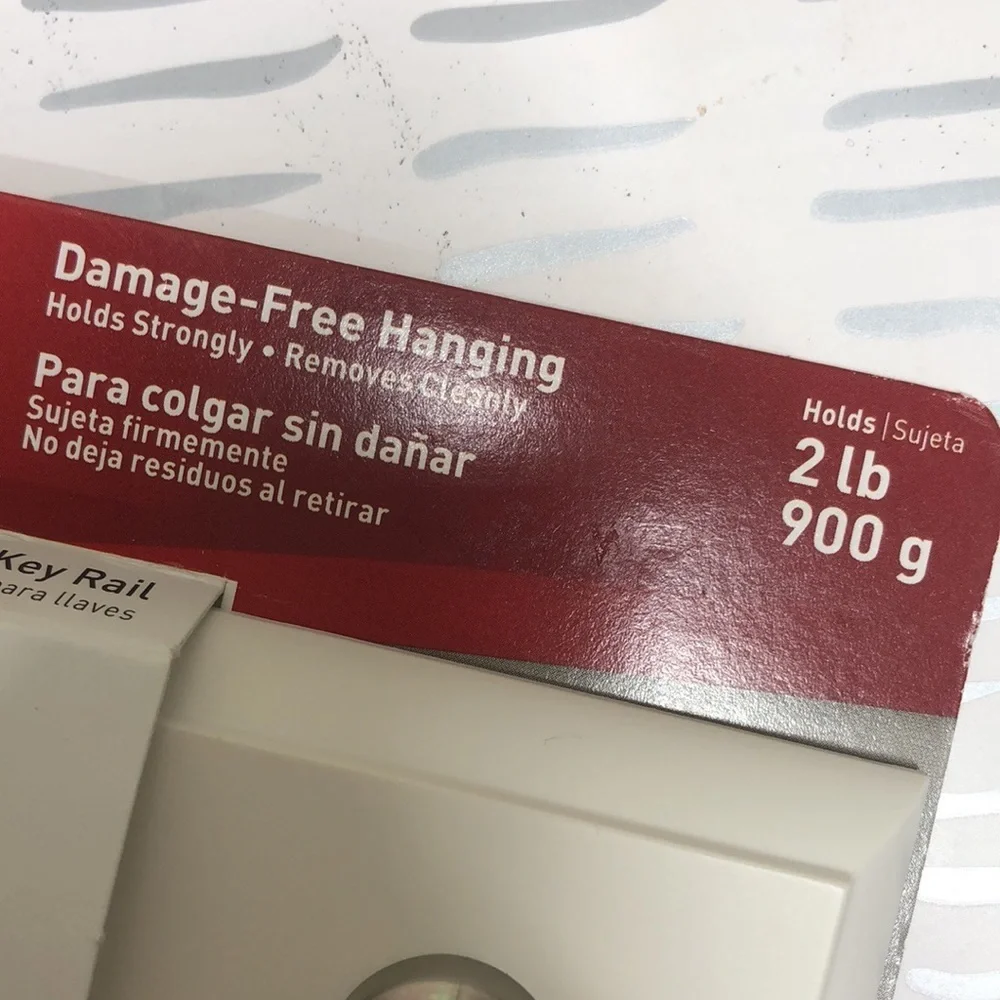 Damage-Free Hanging
Holds Strongly • Removes Cleanly
Para colgar sin dañar
Sujeta firmemente
No deja residuos al retirar
Holds | Sujeta
2 lb
900 g
Key Rail
para llaves